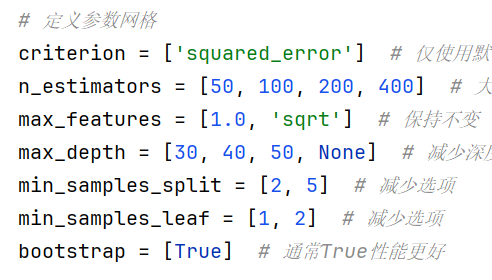 # 定义参数网格
criterion = ['squared_error']  # 仅使用默
n_estimators = [50, 100, 200, 400]  # 大
max_features = [1.0, 'sqrt']  # 保持不变
max_depth = [30, 40, 50, None]  # 减少深度
min_samples_split = [2, 5]  # 减少选项
min_samples_leaf = [1, 2]  # 减少选项
bootstrap = [True]  # 通常True性能更好